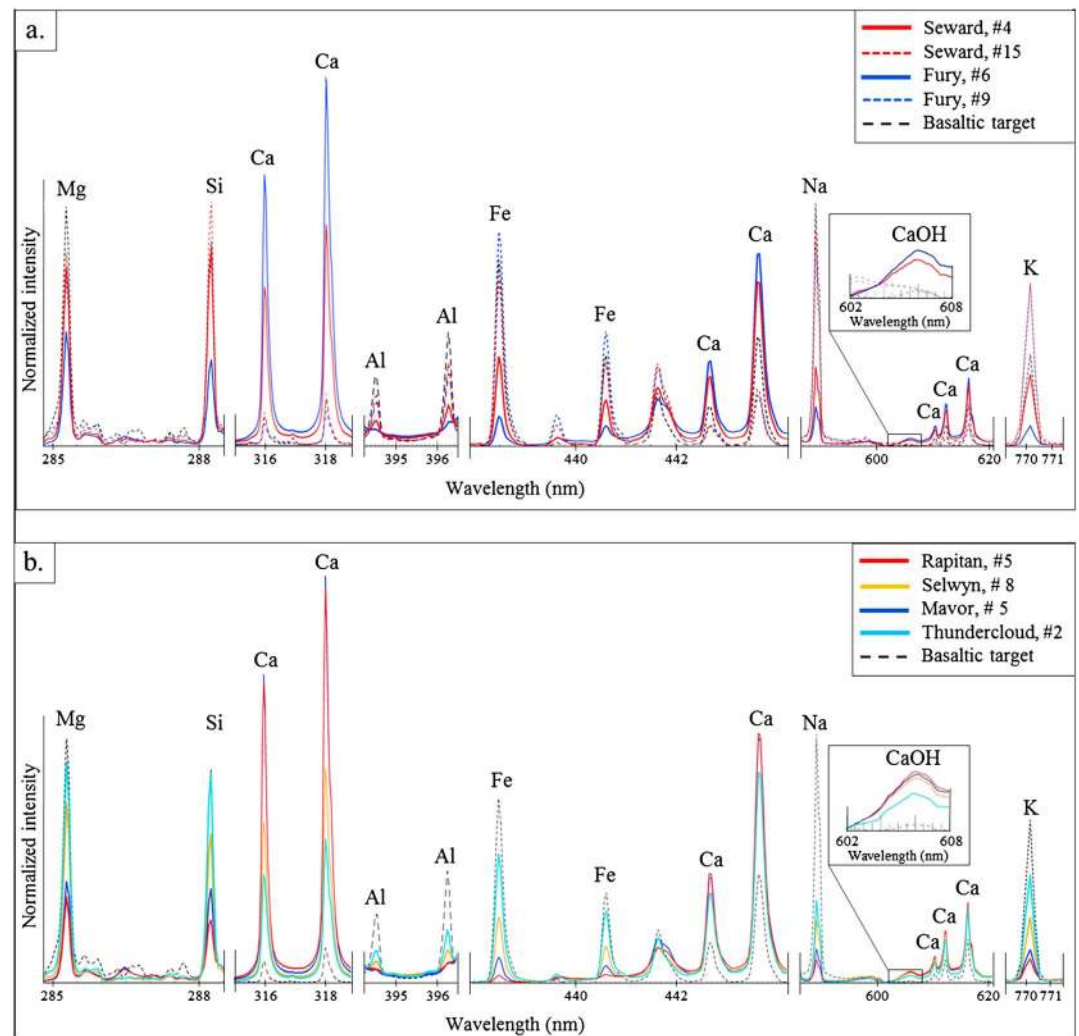 a.
Seward, #4
Seward, #15
Fury, #6
Fury, #9
Basaltic target
Ca
Ca
Mg
Si
Na
Fe
Ca
CaOH
K
Al
Al
Fe
Ca
Ca
Ca
Ca
602 608
Wavelength (nm)
Normalized intensity
285 288 316 318 395 396 440 442 600 620 770 771
Wavelength (nm)
b.
Rapitan, #5
Selwyn, # 8
Mavor, # 5
Thundercloud, #2
Basaltic target
Ca
Ca
Mg
Si
Ca
Na
CaOH
Fe
K
Al
Al
Fe
Ca
Ca
Ca
Ca
602 608
Wavelength (nm)
Normalized intensity
285 288 316 318 395 396 440 442 600 620 770 771
Wavelength (nm)